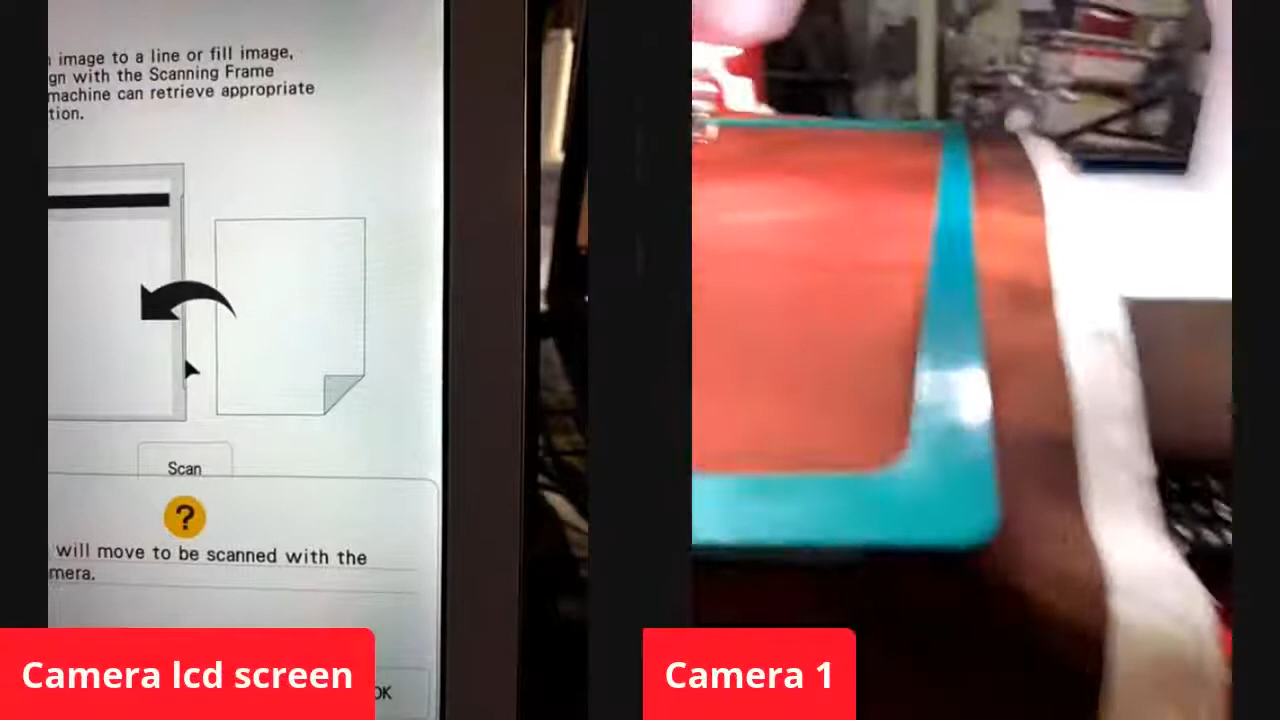 image to a line or fill image,
gn with the Scanning Frame
machine can retrieve appropriate
tion.
Scan
?
will move to be scanned with the
mera.
OK
Camera lcd screen
Camera 1